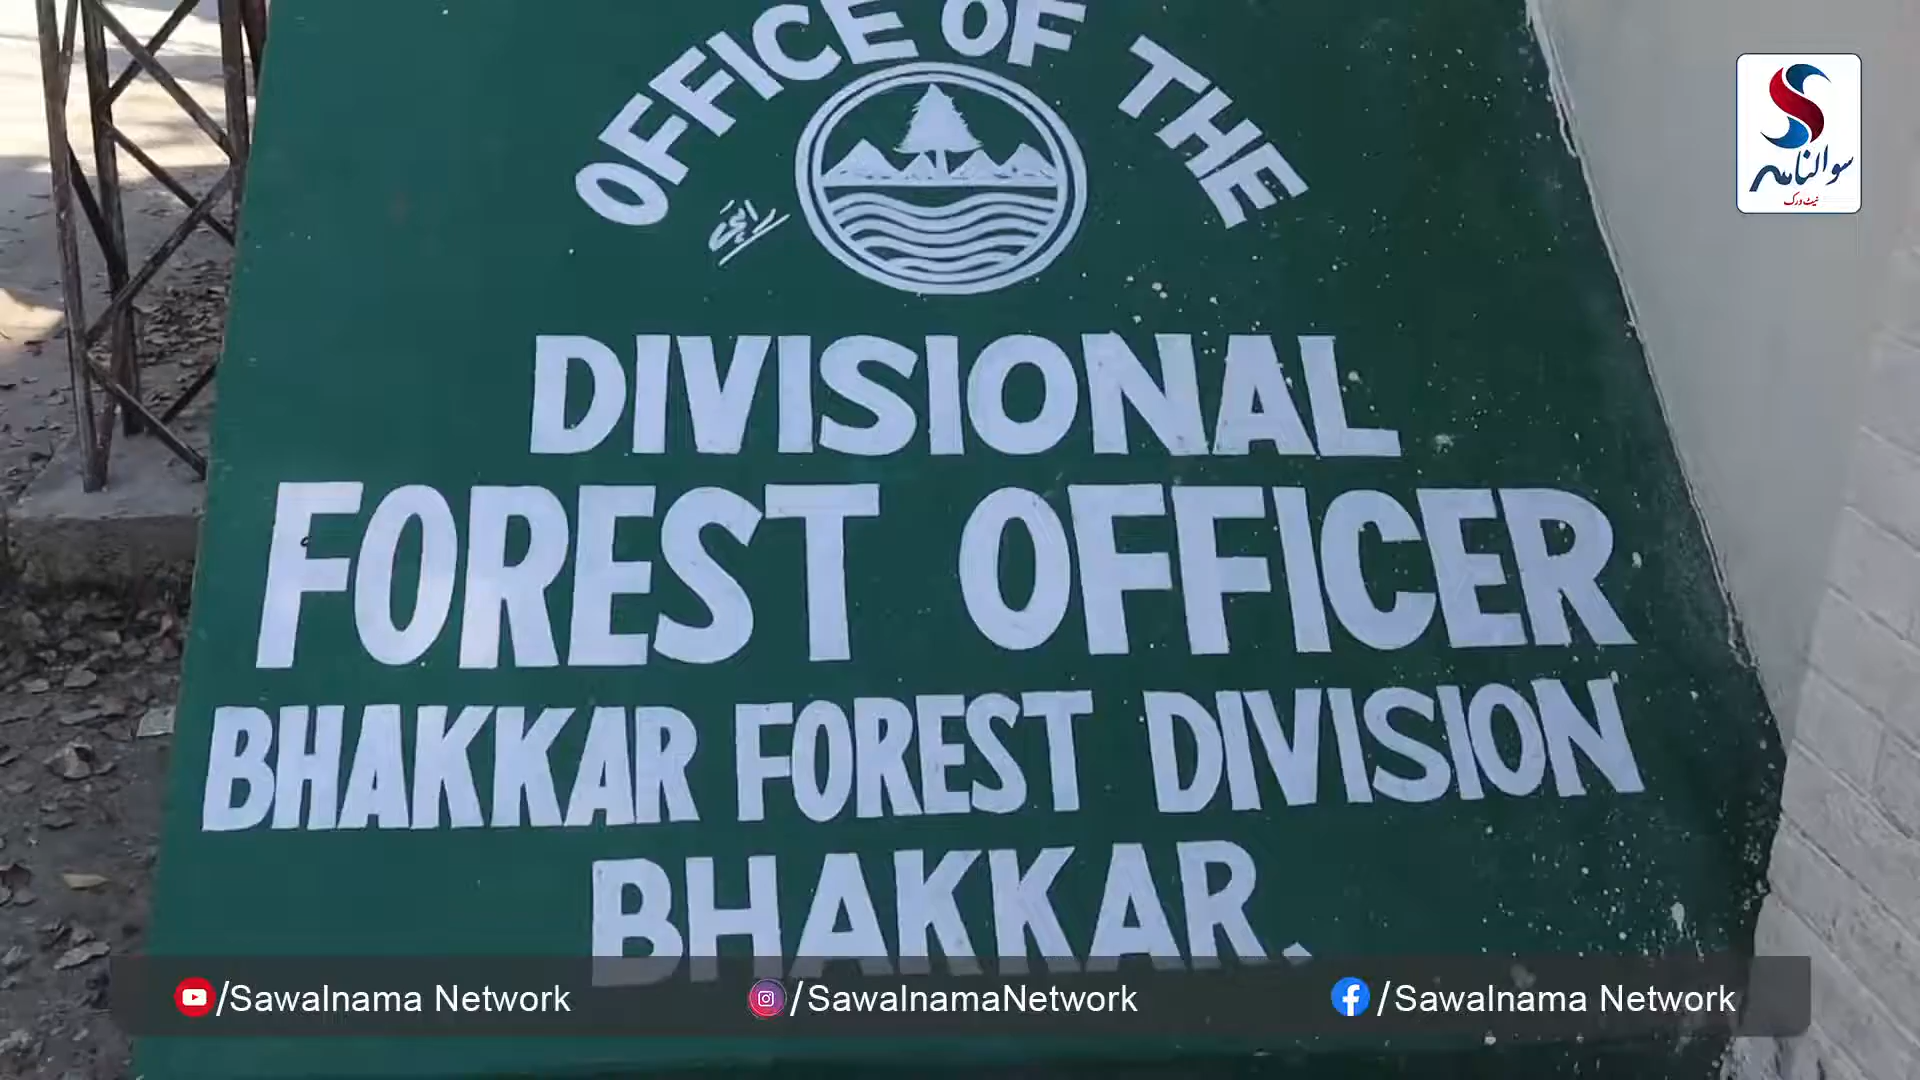 OFFICE OF THE
DIVISIONAL
FOREST OFFICER
BHAKKAR FOREST DIVISION
BHAKKAR.
سوالنامہ
نیٹ ورک
/Sawalnama Network
/SawalnamaNetwork
/Sawalnama Network